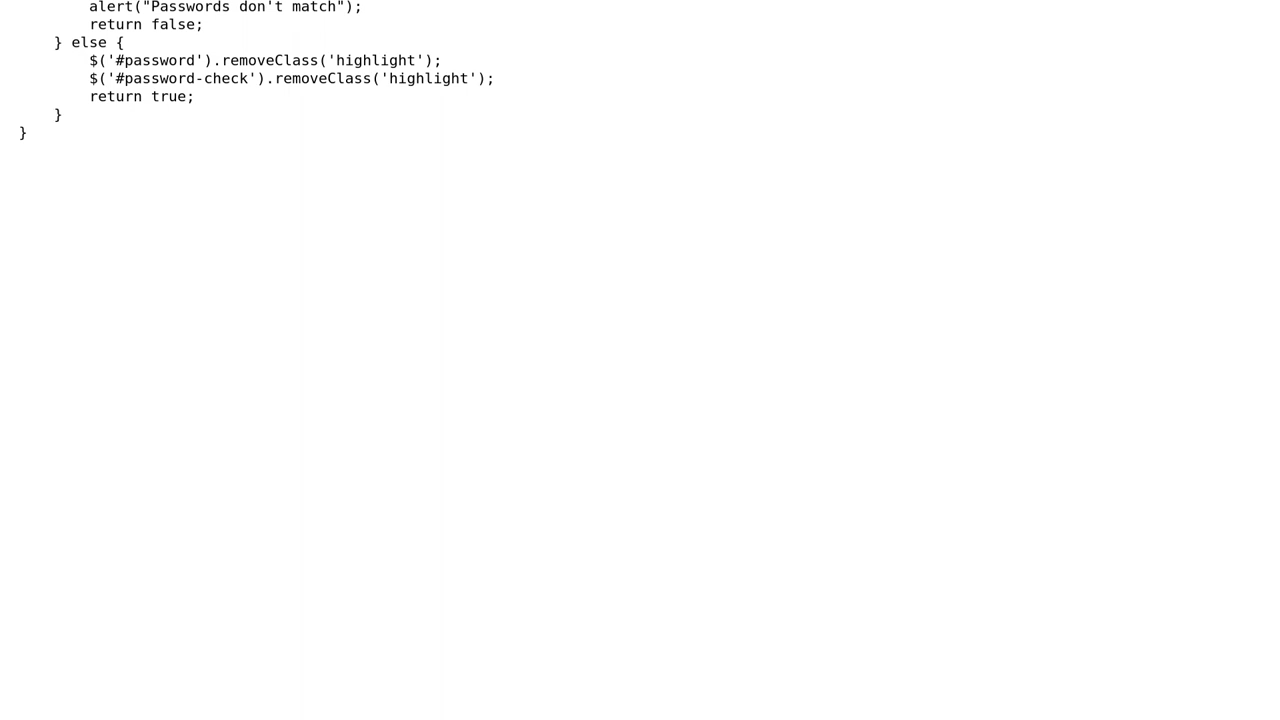 alert("Passwords don't match");
return false;
} else {
$('#password').removeClass('highlight');
$('#password-check').removeClass('highlight');
return true;
}
}